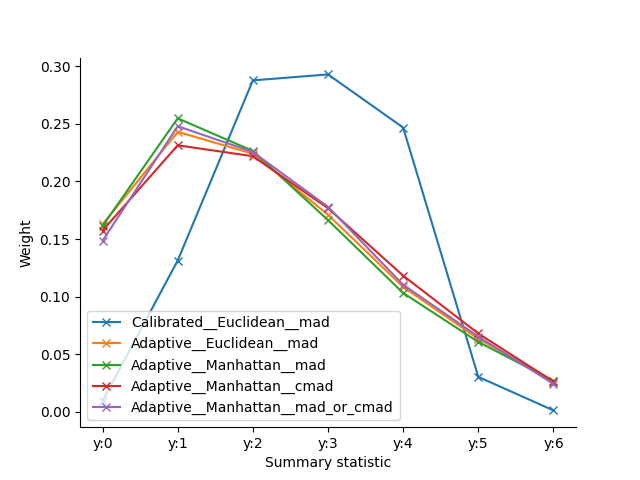 0.30
0.25
0.20
0.15
0.10
0.05
0.00
Weight
Calibrated__Euclidean__mad
Adaptive__Euclidean__mad
Adaptive__Manhattan__mad
Adaptive__Manhattan__cmad
Adaptive__Manhattan__mad_or_cmad
y:0 y:1 y:2 y:3 y:4 y:5 y:6
Summary statistic